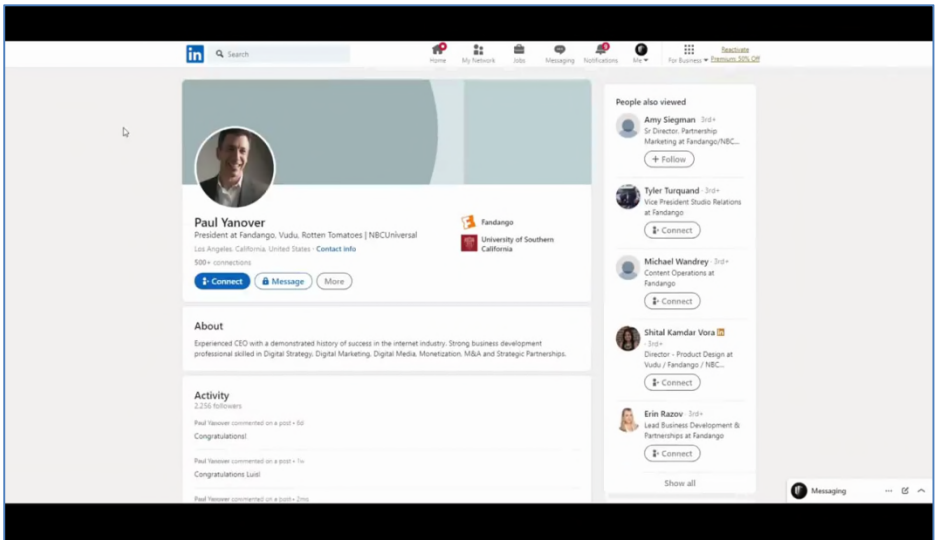 in
Search
Home
My Network
Jobs
Messaging
Notifications
Me
For Business
Reactivate
Premium: 50% Off
Paul Yanover
President at Fandango, Vudu, Rotten Tomatoes | NBCUniversal
Los Angeles, California, United States · Contact info
500+ connections
Connect
Message
More
Fandango
University of Southern
California
About
Experienced CEO with a demonstrated history of success in the internet industry. Strong business development
professional skilled in Digital Strategy, Digital Marketing, Digital Media, Monetization, M&A and Strategic Partnerships.
Activity
2,256 followers
Paul Yanover commented on a post • 6d
Congratulations!
Paul Yanover commented on a post • 1w
Congratulations Luis!
Paul Yanover commented on a post • 2mo
People also viewed
Amy Siegman · 3rd+
Sr Director, Partnership
Marketing at Fandango/NBC...
+ Follow
Tyler Turquand · 3rd+
Vice President Studio Relations
at Fandango
Connect
Michael Wandrey · 3rd+
Content Operations at
Fandango
Connect
Shital Kamdar Vora in
· 3rd+
Director - Product Design at
Vudu / Fandango / NBC...
Connect
Erin Razov · 3rd+
Lead Business Development &
Partnerships at Fandango
Connect
Show all
Messaging